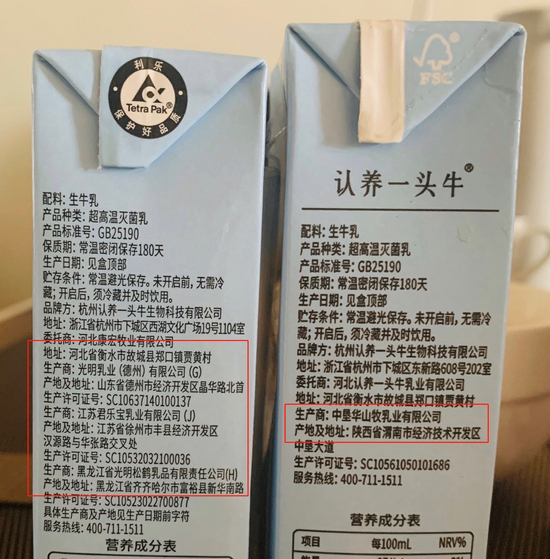 利乐
Tetra Pak®
保护好品质
配料: 生牛乳
产品种类: 超高温灭菌乳
产品标准号: GB25190
保质期: 常温密闭保存180天
生产日期: 见盒顶部
贮存条件: 常温避光保存。未开启前,无需冷
藏; 开启后, 须冷藏并及时饮用。
品牌方: 杭州认养一头牛生物科技有限公司
地址: 浙江省杭州市下城区西湖文化广场19号1104室
委托商: 河北康宏牧业有限公司
地址: 河北省衡水市故城县郑口镇贾黄村
生产商: 光明乳业(德州)有限公司 (G)
产地及地址: 山东省德州市经济开发区晶华路北首
生产许可证号: SC10637140100137
生产商: 江苏君乐宝乳业有限公司 (J)
产地及地址: 江苏省徐州市丰县经济开发区
汉源路与华张路交叉处
生产许可证号: SC10532032100036
生产商: 黑龙江省光明松鹤乳品有限责任公司(H)
产地及地址: 黑龙江省齐齐哈尔市富裕县新华南路
生产许可证号: SC10523022700877
具体生产商及产地见生产日期前字符
服务热线: 400-711-1511
营养成分表
FSC
认养一头牛®
配料: 生牛乳
产品种类: 超高温灭菌乳
产品标准号: GB25190
保质期: 常温密闭保存180天
生产日期: 见盒顶部
贮存条件: 常温避光保存。未开启前, 无需冷
藏; 开启后, 须冷藏并及时饮用。
品牌方: 杭州认养一头牛生物科技有限公司
地址: 浙江省杭州市下城区东新路608号202室
委托商: 河北认养一头牛乳业有限公司
地址: 河北省衡水市故城县郑口镇贾黄村
生产商: 中垦华山牧乳业有限公司
产地及地址: 陕西省渭南市经济技术开发区
中垦大道
生产许可证号: SC10561050101686
服务热线: 400-711-1511
营养成分表
项目 每100mL NRV%